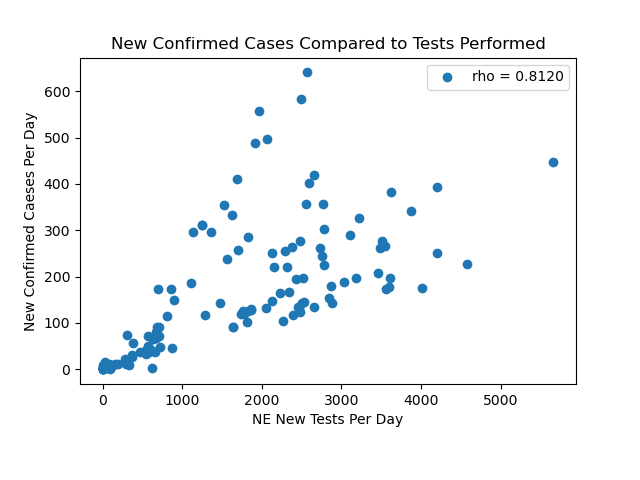 New Confirmed Cases Compared to Tests Performed
rho = 0.8120
New Confirmed Caeses Per Day
600
500
400
300
200
100
0
0 1000 2000 3000 4000 5000
NE New Tests Per Day